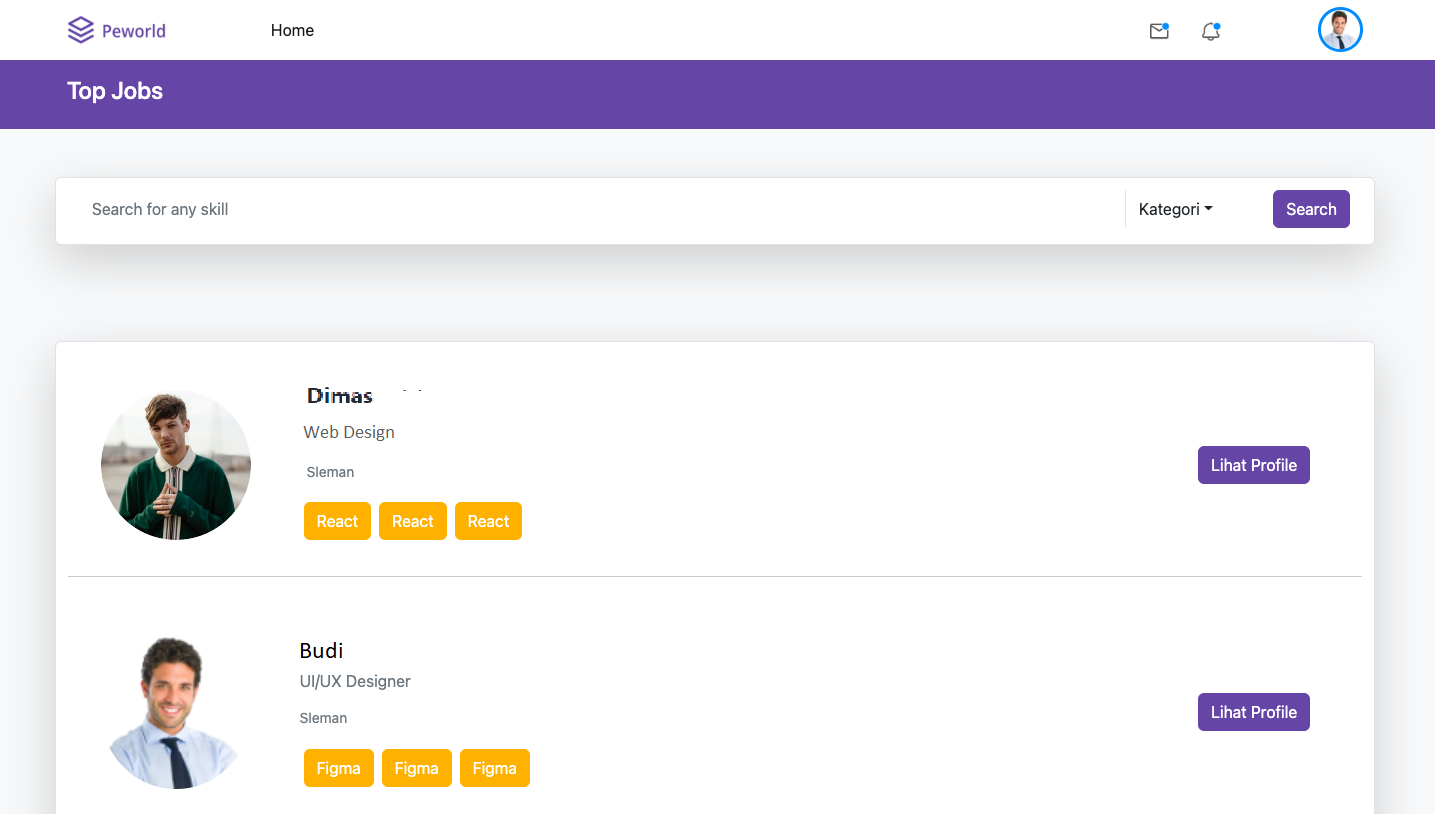 Peworld
Home
Top Jobs
Search for any skill
Kategori
Search
Dimas
Web Design
Sleman
Lihat Profile
React React React
Budi
UI/UX Designer
Sleman
Lihat Profile
Figma Figma Figma